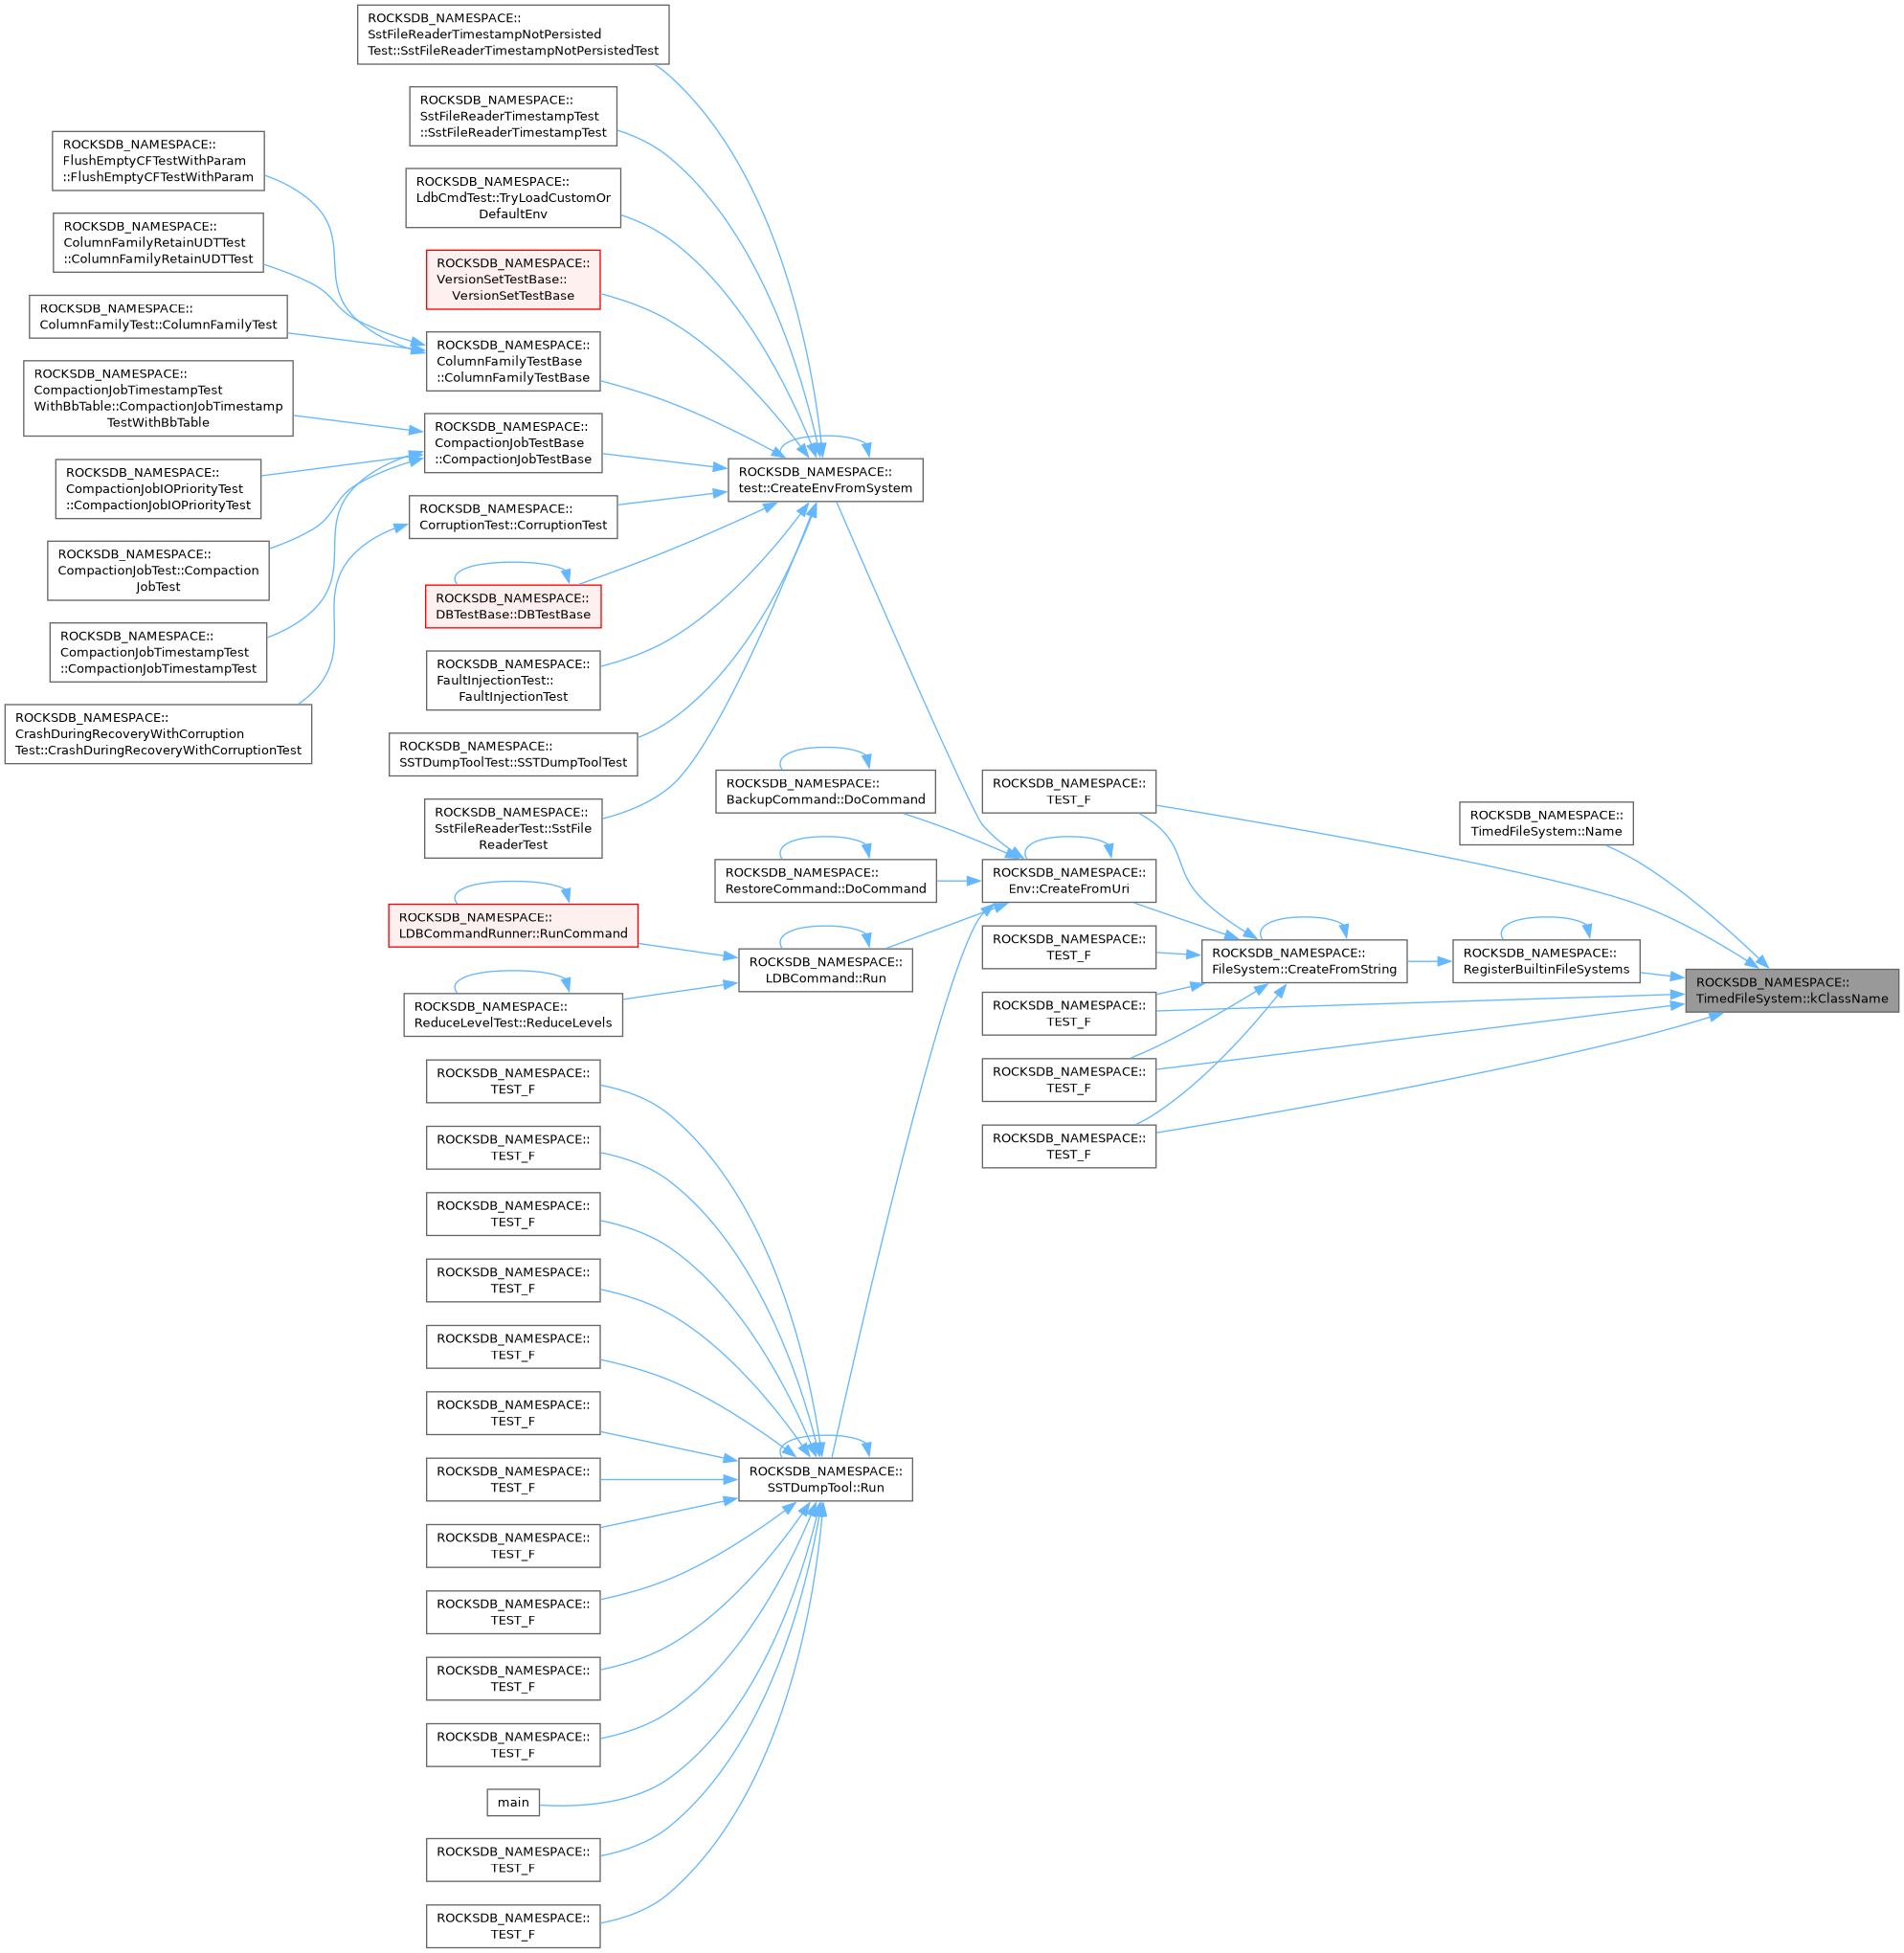 ROCKSDB_NAMESPACE::
SstFileReaderTimestampNotPersisted
Test::SstFileReaderTimestampNotPersistedTest
ROCKSDB_NAMESPACE::
SstFileReaderTimestampTest
::SstFileReaderTimestampTest
ROCKSDB_NAMESPACE::
LdbCmdTest::TryLoadCustomOr
DefaultEnv
ROCKSDB_NAMESPACE::
VersionSetTestBase::
VersionSetTestBase
ROCKSDB_NAMESPACE::
ColumnFamilyTestBase
::ColumnFamilyTestBase
ROCKSDB_NAMESPACE::
CompactionJobTestBase
::CompactionJobTestBase
ROCKSDB_NAMESPACE::
CorruptionTest::CorruptionTest
ROCKSDB_NAMESPACE::
DBTestBase::DBTestBase
ROCKSDB_NAMESPACE::
FaultInjectionTest::
FaultInjectionTest
ROCKSDB_NAMESPACE::
SSTDumpToolTest::SSTDumpToolTest
ROCKSDB_NAMESPACE::
SstFileReaderTest::SstFile
ReaderTest
ROCKSDB_NAMESPACE::
FlushEmptyCFTestWithParam
::FlushEmptyCFTestWithParam
ROCKSDB_NAMESPACE::
ColumnFamilyRetainUDTTest
::ColumnFamilyRetainUDTTest
ROCKSDB_NAMESPACE::
ColumnFamilyTest::ColumnFamilyTest
ROCKSDB_NAMESPACE::
CompactionJobTimestampTest
WithBbTable::CompactionJobTimestamp
TestWithBbTable
ROCKSDB_NAMESPACE::
CompactionJobIOPriorityTest
::CompactionJobIOPriorityTest
ROCKSDB_NAMESPACE::
CompactionJobTest::Compaction
JobTest
ROCKSDB_NAMESPACE::
CompactionJobTimestampTest
::CompactionJobTimestampTest
ROCKSDB_NAMESPACE::
CrashDuringRecoveryWithCorruption
Test::CrashDuringRecoveryWithCorruptionTest
ROCKSDB_NAMESPACE::
test::CreateEnvFromSystem
ROCKSDB_NAMESPACE::
BackupCommand::DoCommand
ROCKSDB_NAMESPACE::
RestoreCommand::DoCommand
ROCKSDB_NAMESPACE::
LDBCommand::Run
ROCKSDB_NAMESPACE::
LDBCommandRunner::RunCommand
ROCKSDB_NAMESPACE::
ReduceLevelTest::ReduceLevels
ROCKSDB_NAMESPACE::
TEST_F
ROCKSDB_NAMESPACE::
Env::CreateFromUri
ROCKSDB_NAMESPACE::
TEST_F
ROCKSDB_NAMESPACE::
TEST_F
ROCKSDB_NAMESPACE::
TEST_F
ROCKSDB_NAMESPACE::
TEST_F
ROCKSDB_NAMESPACE::
TimedFileSystem::Name
ROCKSDB_NAMESPACE::
FileSystem::CreateFromString
ROCKSDB_NAMESPACE::
RegisterBuiltinFileSystems
ROCKSDB_NAMESPACE::
TimedFileSystem::kClassName
ROCKSDB_NAMESPACE::
TEST_F
ROCKSDB_NAMESPACE::
TEST_F
ROCKSDB_NAMESPACE::
TEST_F
ROCKSDB_NAMESPACE::
TEST_F
ROCKSDB_NAMESPACE::
TEST_F
ROCKSDB_NAMESPACE::
TEST_F
ROCKSDB_NAMESPACE::
TEST_F
ROCKSDB_NAMESPACE::
SSTDumpTool::Run
ROCKSDB_NAMESPACE::
TEST_F
ROCKSDB_NAMESPACE::
TEST_F
ROCKSDB_NAMESPACE::
TEST_F
ROCKSDB_NAMESPACE::
TEST_F
main
ROCKSDB_NAMESPACE::
TEST_F
ROCKSDB_NAMESPACE::
TEST_F